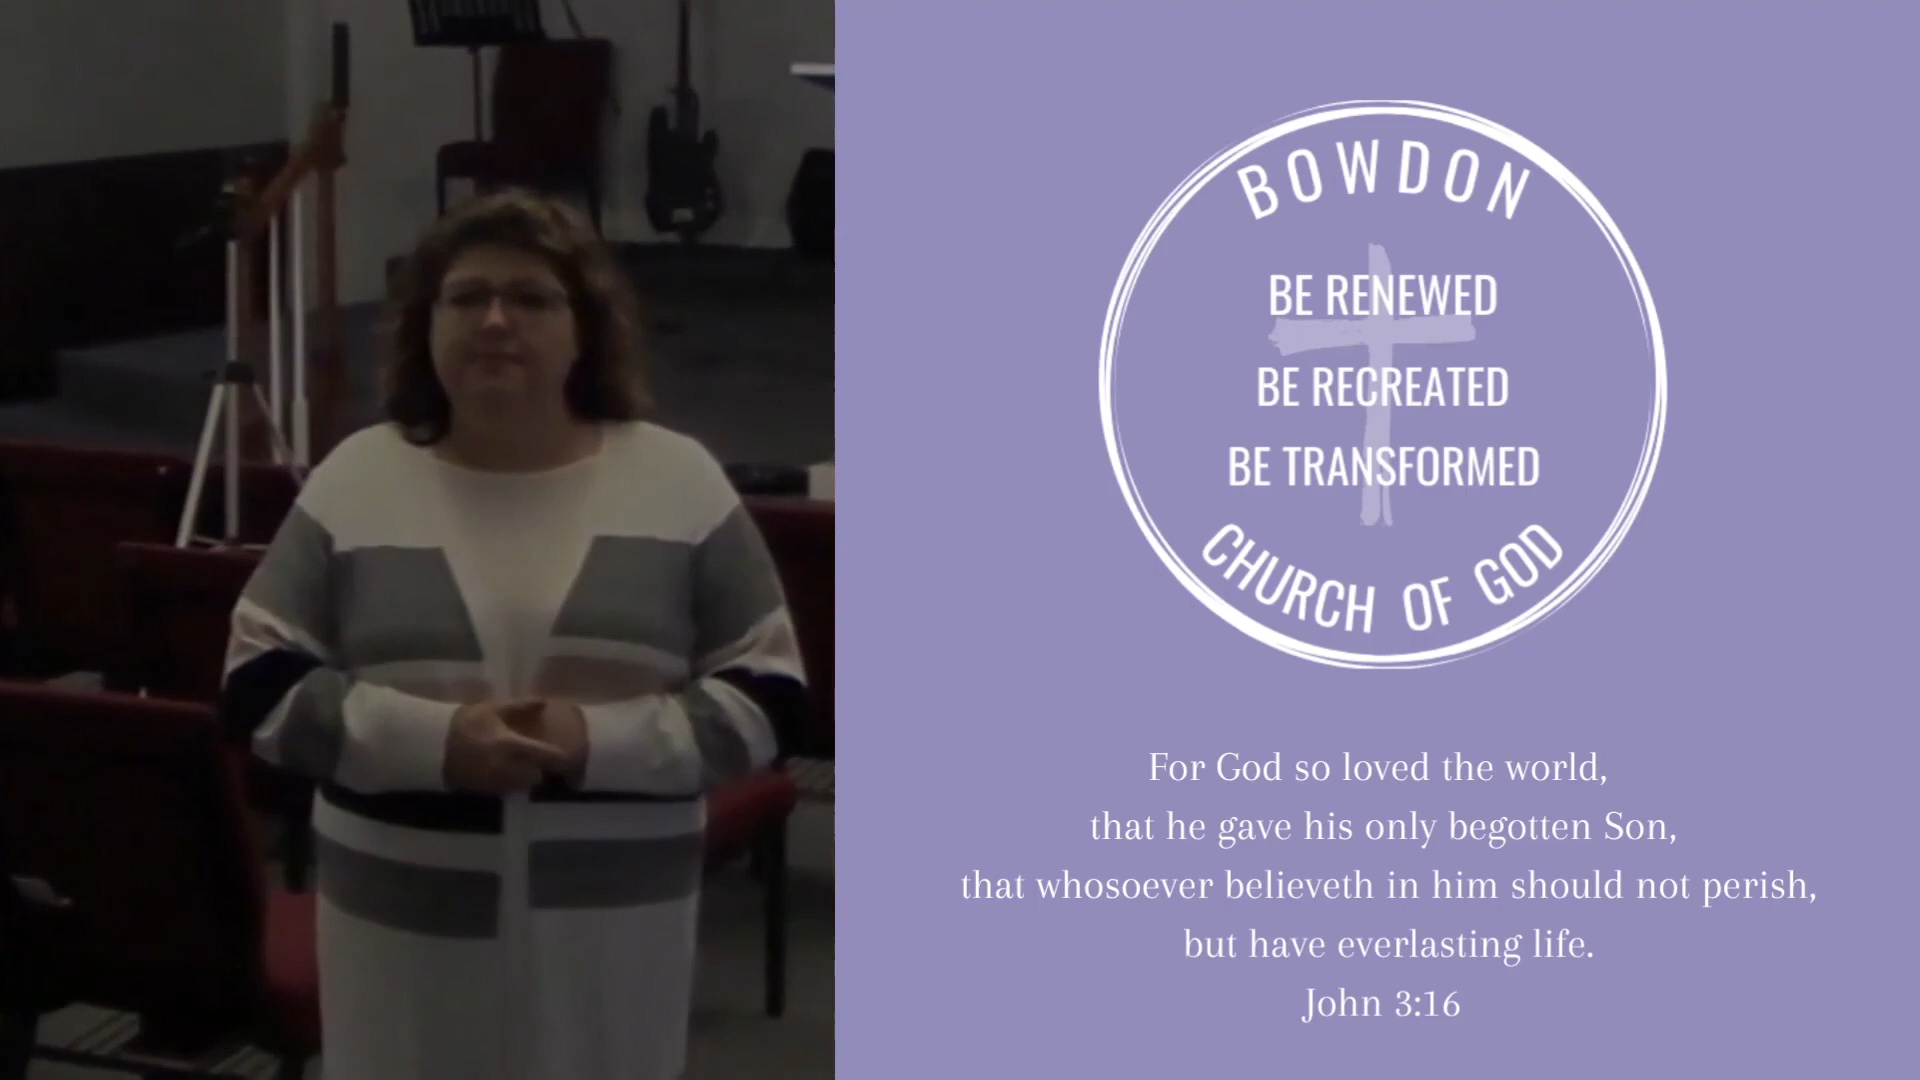 BOWDON
BE RENEWED
BE RECREATED
BE TRANSFORMED
CHURCH OF GOD
For God so loved the world,
that he gave his only begotten Son,
that whosoever believeth in him should not perish,
but have everlasting life.
John 3:16